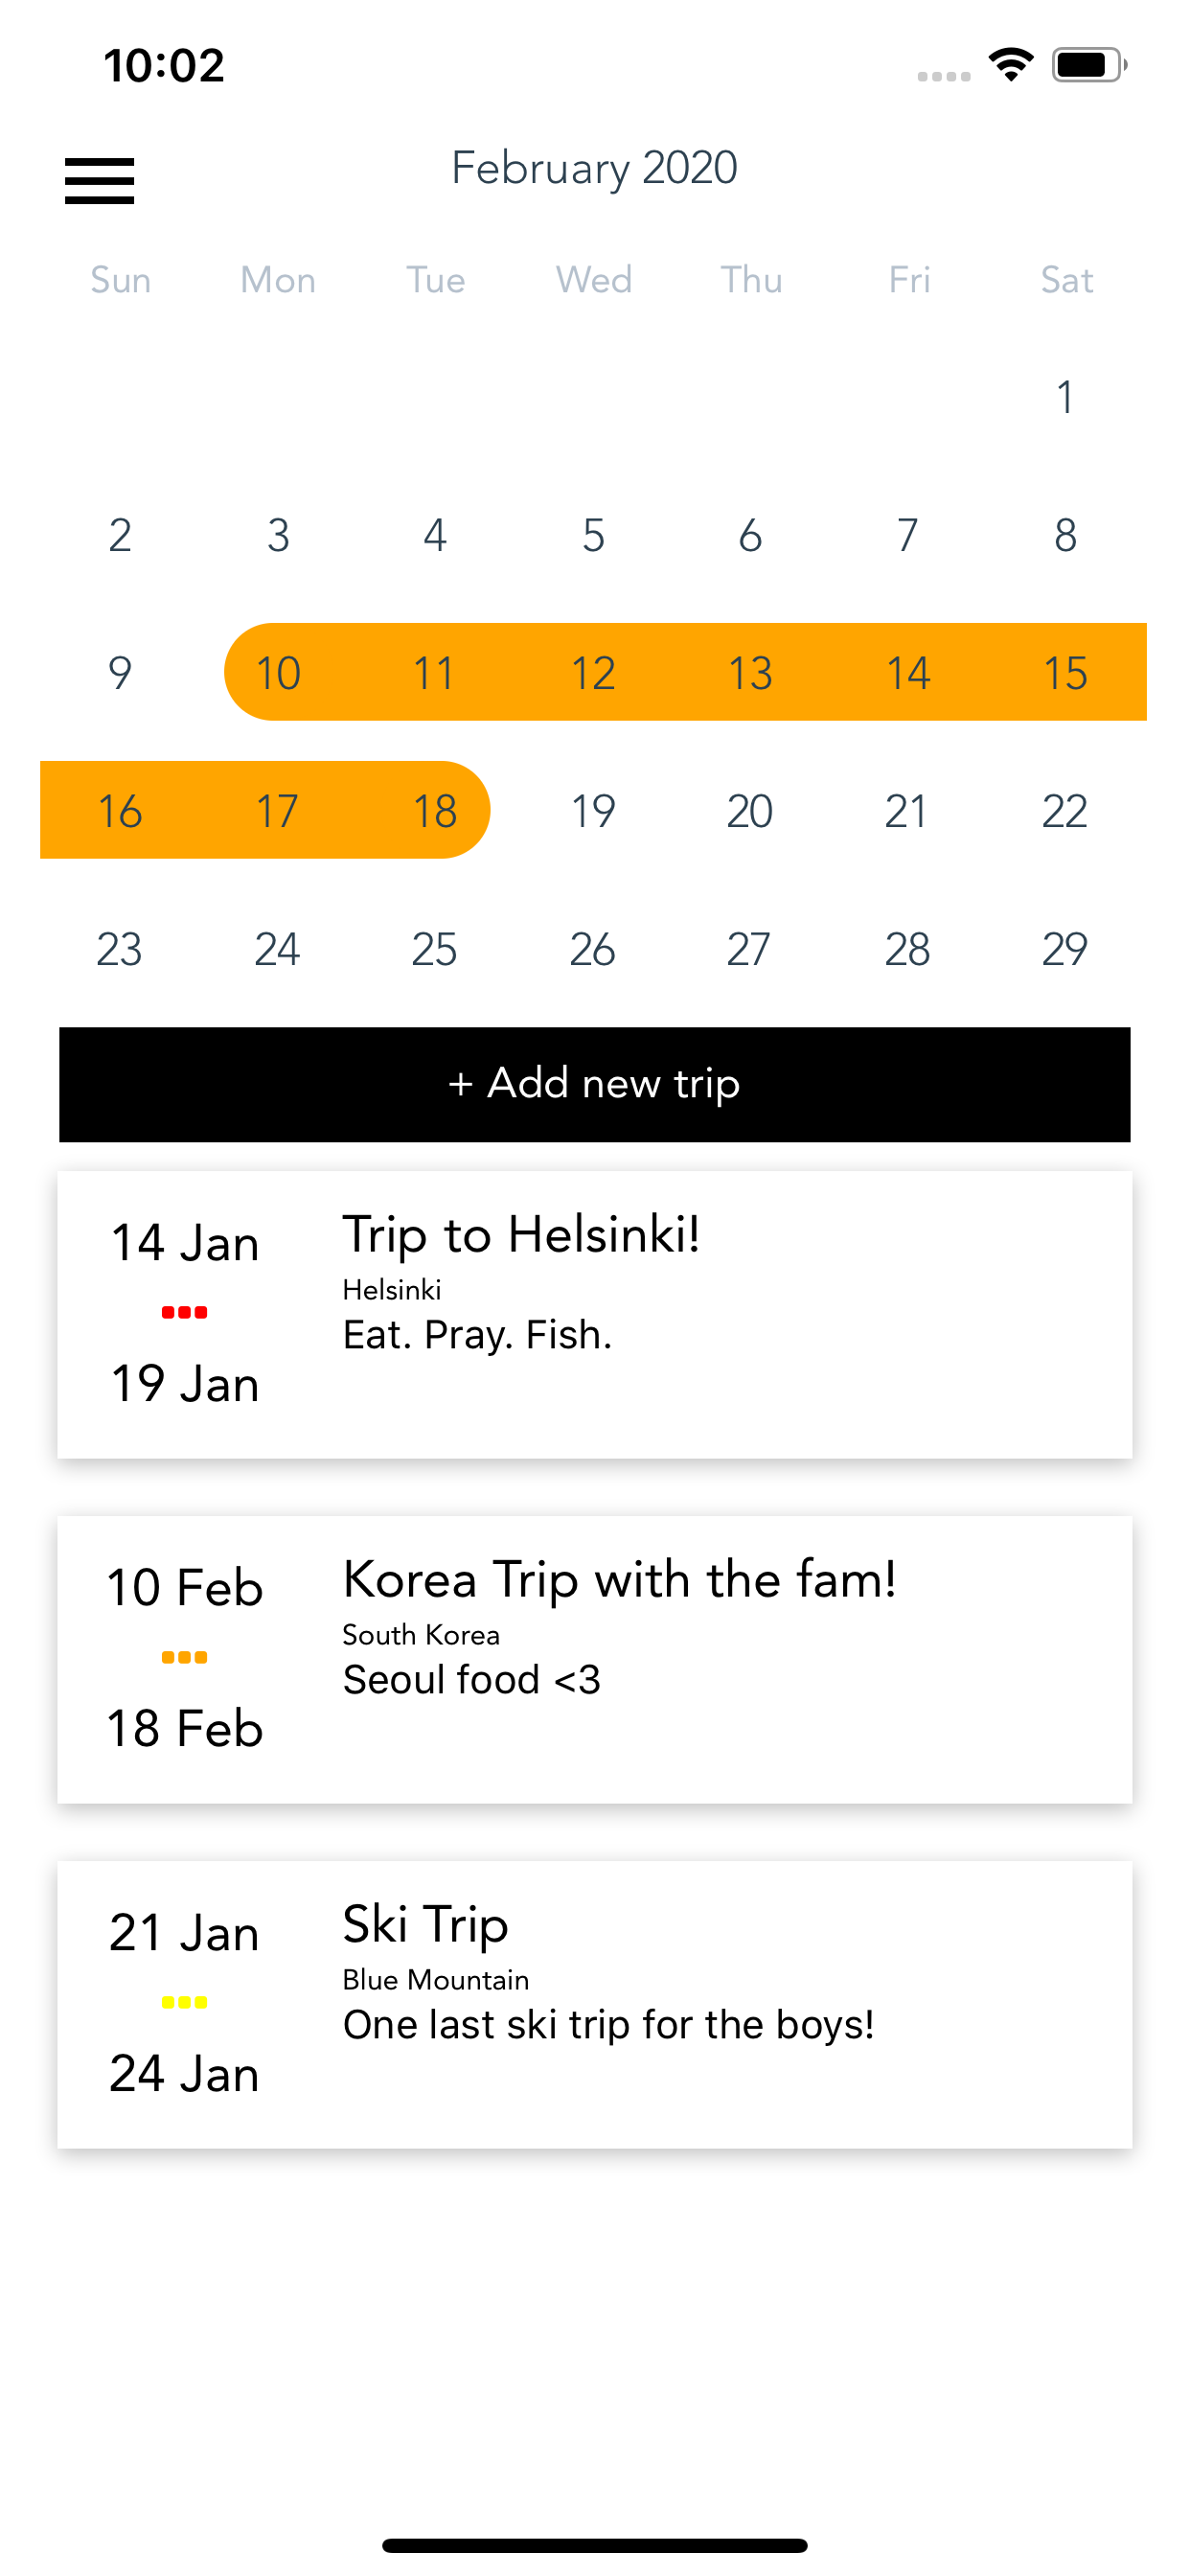 10:02
February 2020
Sun Mon Tue Wed Thu Fri Sat
1
2 3 4 5 6 7 8
9 10 11 12 13 14 15
16 17 18 19 20 21 22
23 24 25 26 27 28 29
+ Add new trip
14 Jan
19 Jan
Trip to Helsinki!
Helsinki
Eat. Pray. Fish.
10 Feb
18 Feb
Korea Trip with the fam!
South Korea
Seoul food <3
21 Jan
24 Jan
Ski Trip
Blue Mountain
One last ski trip for the boys!